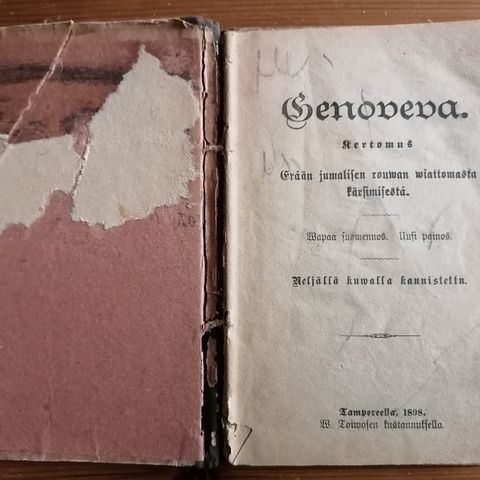 Genoveva.
Kertomus
Erään jumalisen rouwan wiattomasta
kärsimisestä.
Wapaa suomennos. Uusi painos.
Neljällä kuwalla kaunistettu.
Tampereella, 1898.
W. Toiwosen kustannuksella.